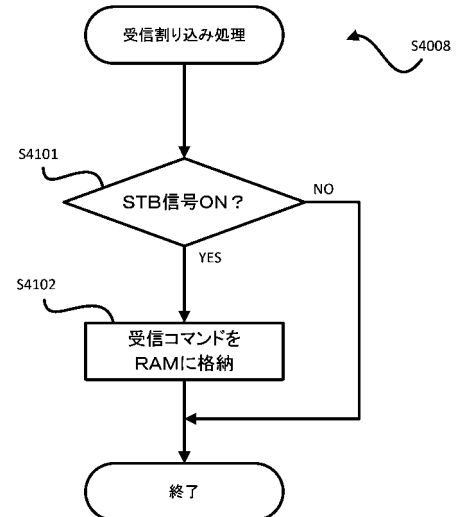 受信割り込み処理
S4008
S4101
STB信号ON？
NO
YES
S4102
受信コマンドを
RAMに格納
終了